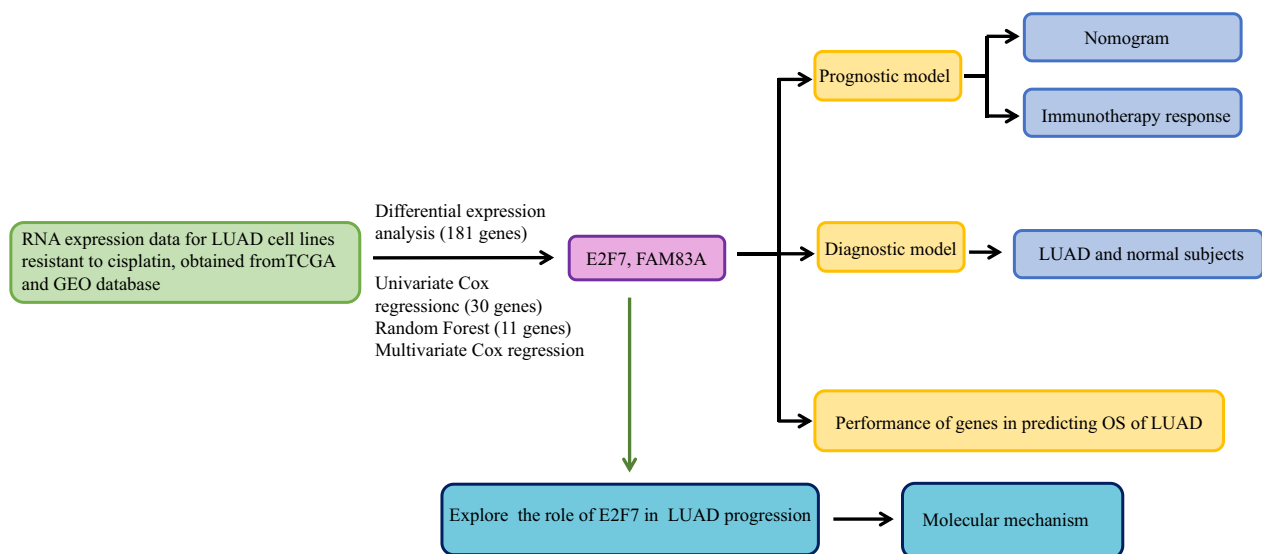 RNA expression data for LUAD cell lines
resistant to cisplatin, obtained fromTCGA
and GEO database
Differential expression
analysis (181 genes)
Univariate Cox
regressionc (30 genes)
Random Forest (11 genes)
Multivariate Cox regression
E2F7, FAM83A
Prognostic model
Nomogram
Immunotherapy response
Diagnostic model
LUAD and normal subjects
Performance of genes in predicting OS of LUAD
Explore the role of E2F7 in LUAD progression
Molecular mechanism